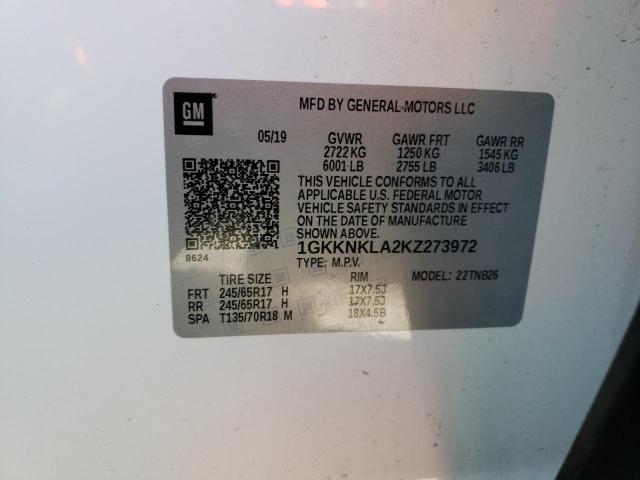 GM
MFD BY GENERAL MOTORS LLC
05/19 GVWR GAWR FRT GAWR RR
2722 KG 1250 KG 1545 KG
6001 LB 2755 LB 3406 LB
THIS VEHICLE CONFORMS TO ALL
APPLICABLE U.S. FEDERAL MOTOR
VEHICLE SAFETY STANDARDS IN EFFECT
ON THE DATE OF MANUFACTURE
SHOWN ABOVE.
1GKKNKLA2KZ273972
8624
TYPE: M.P.V.
TIRE SIZE RIM MODEL: 22TNB26
FRT 245/65R17 H 17X7.5J
RR 245/65R17 H 17X7.5J
SPA T135/70R18 M 18X4.5B